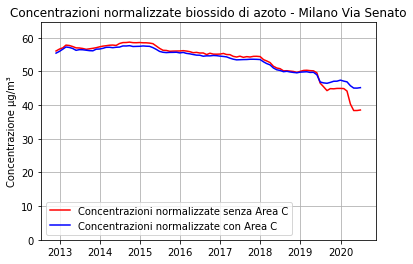 Concentrazioni normalizzate biossido di azoto - Milano Via Senato
Concentrazione µg/m³
60
50
40
30
20
10
0
Concentrazioni normalizzate senza Area C
Concentrazioni normalizzate con Area C
2013 2014 2015 2016 2017 2018 2019 2020